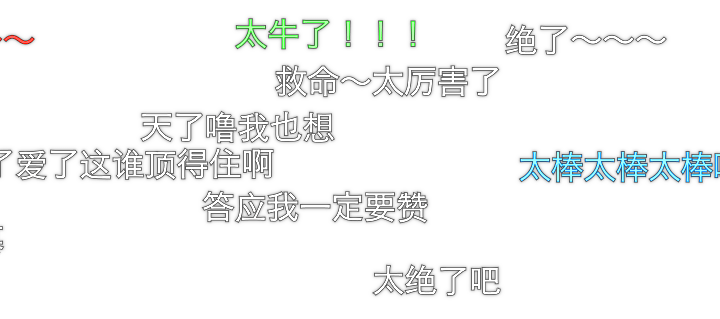 ～
太牛了！！！
绝了～～～
救命～太厉害了
天了噜我也想
了爱了这谁顶得住啊
太棒太棒太棒
答应我一定要赞
太绝了吧